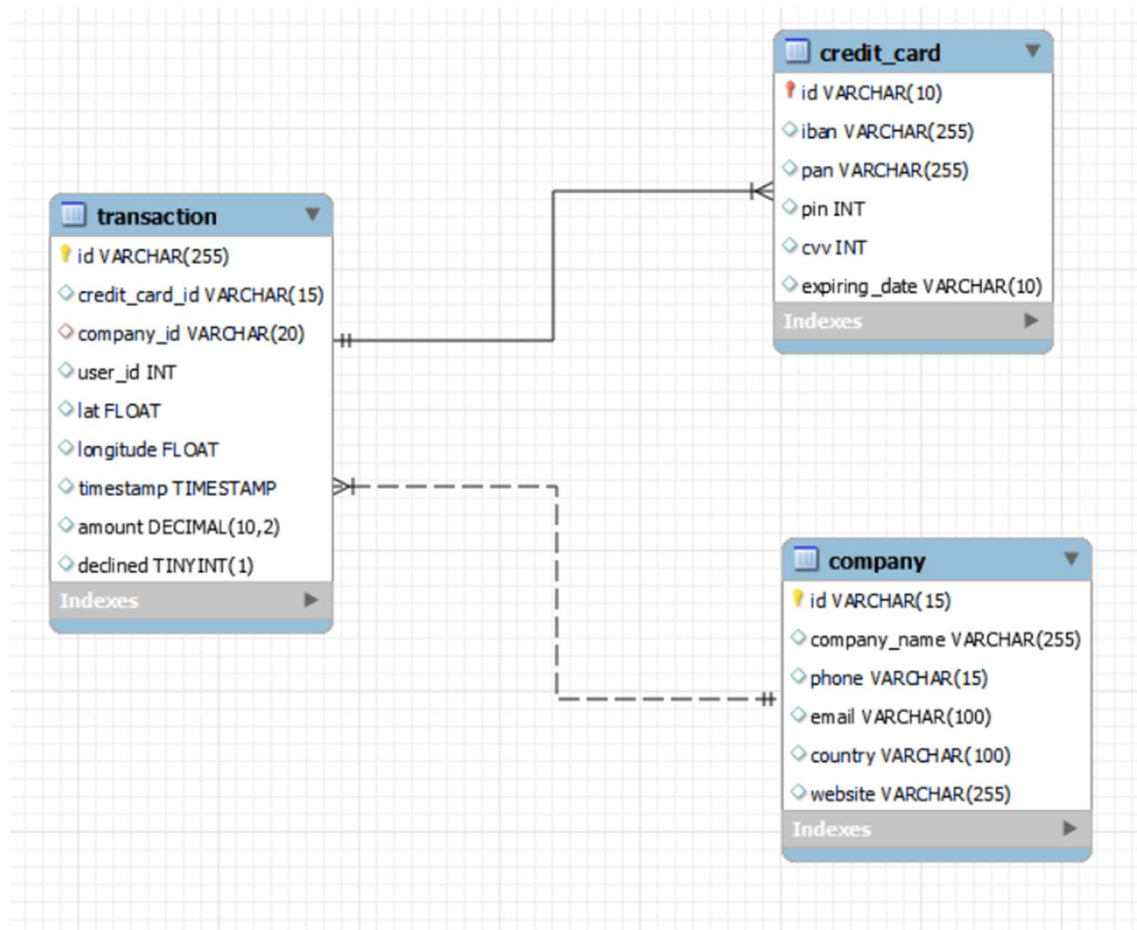 transaction
id VARCHAR(255)
credit_card_id VARCHAR(15)
company_id VARCHAR(20)
user_id INT
lat FLOAT
longitude FLOAT
timestamp TIMESTAMP
amount DECIMAL(10,2)
declined TINYINT(1)
Indexes
credit_card
id VARCHAR(10)
iban VARCHAR(255)
pan VARCHAR(255)
pin INT
cvv INT
expiring_date VARCHAR(10)
Indexes
company
id VARCHAR(15)
company_name VARCHAR(255)
phone VARCHAR(15)
email VARCHAR(100)
country VARCHAR(100)
website VARCHAR(255)
Indexes